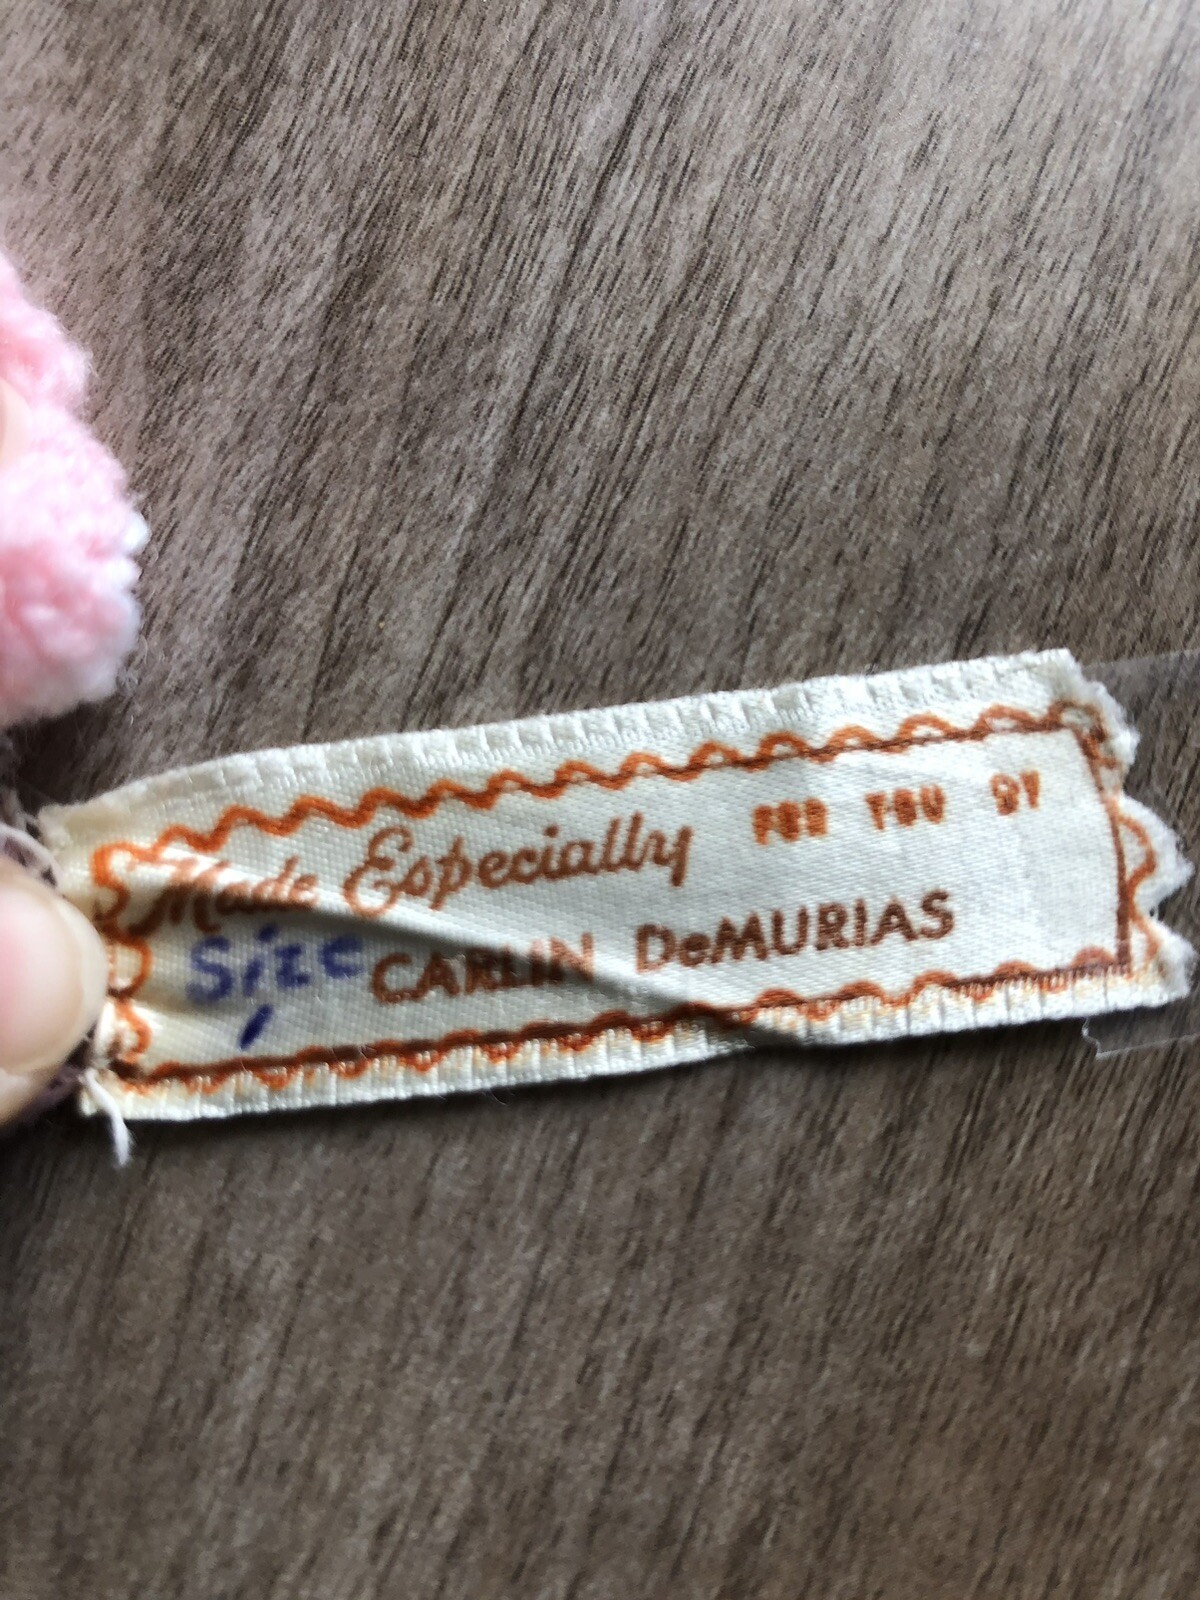 Made Especially FOR YOU BY
Size CARLIN DeMURIAS
1